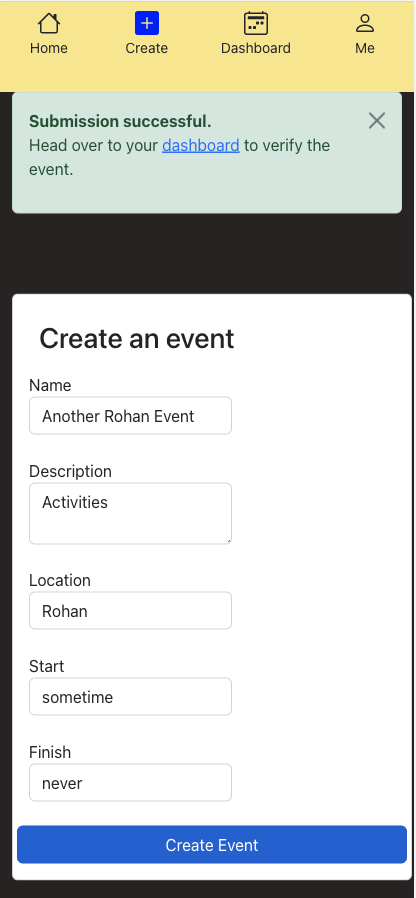 Home Create Dashboard Me
Submission successful.
Head over to your dashboard to verify the
event.
Create an event
Name
Another Rohan Event
Description
Activities
Location
Rohan
Start
sometime
Finish
never
Create Event